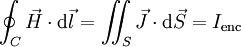 ∮_C H⃗ · dl⃗ = ∬_S J⃗ · dS⃗ = I_enc